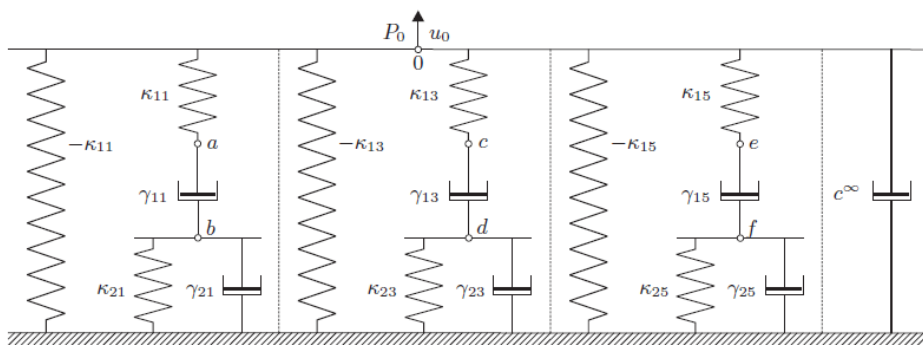 P₀ u₀
0
κ₁₁ κ₁₃ κ₁₅
−κ₁₁ a −κ₁₃ c −κ₁₅ e
γ₁₁ γ₁₃ γ₁₅ c^∞
b d f
κ₂₁ γ₂₁ κ₂₃ γ₂₃ κ₂₅ γ₂₅